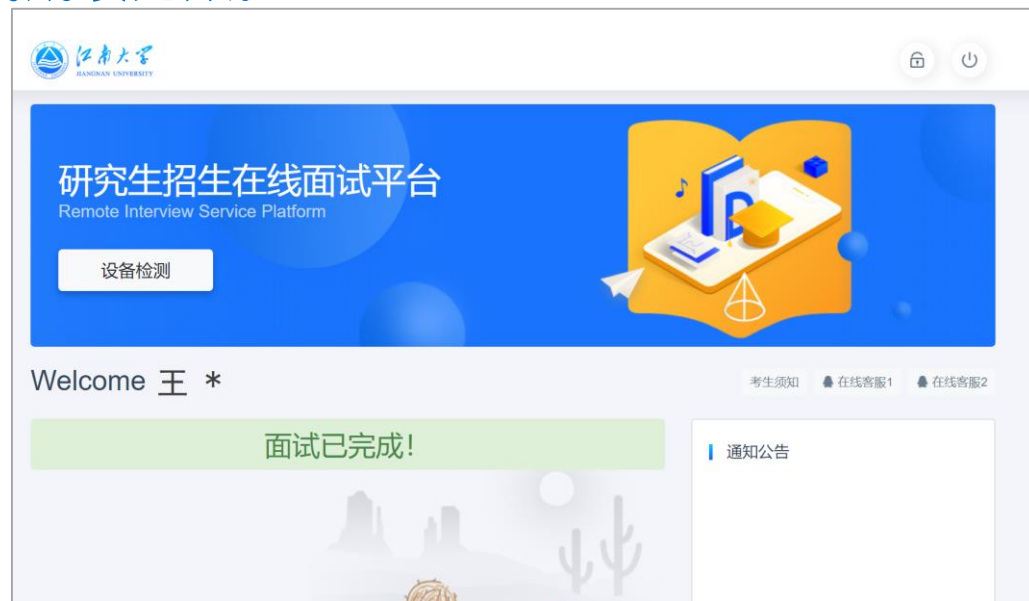 江南大学
JIANGNAN UNIVERSITY
研究生招生在线面试平台
Remote Interview Service Platform
设备检测
Welcome 王 *
考生须知 在线客服1 在线客服2
面试已完成！
通知公告